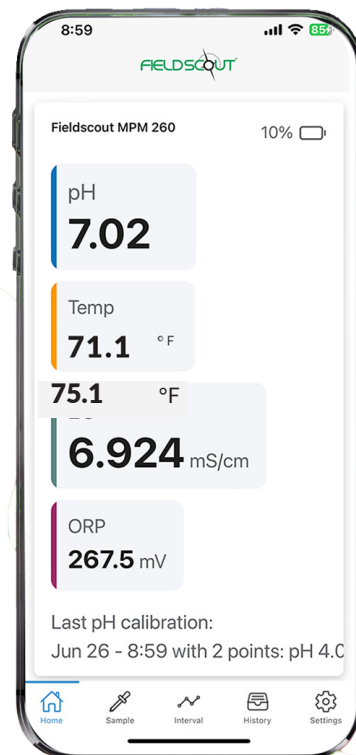 8:59
85
FIELDSCOUT
Fieldscout MPM 260
10%
pH
7.02
Temp
71.1 °F
75.1 °F
6.924 mS/cm
ORP
267.5 mV
Last pH calibration:
Jun 26 - 8:59 with 2 points: pH 4.0
Home
Sample
Interval
History
Settings